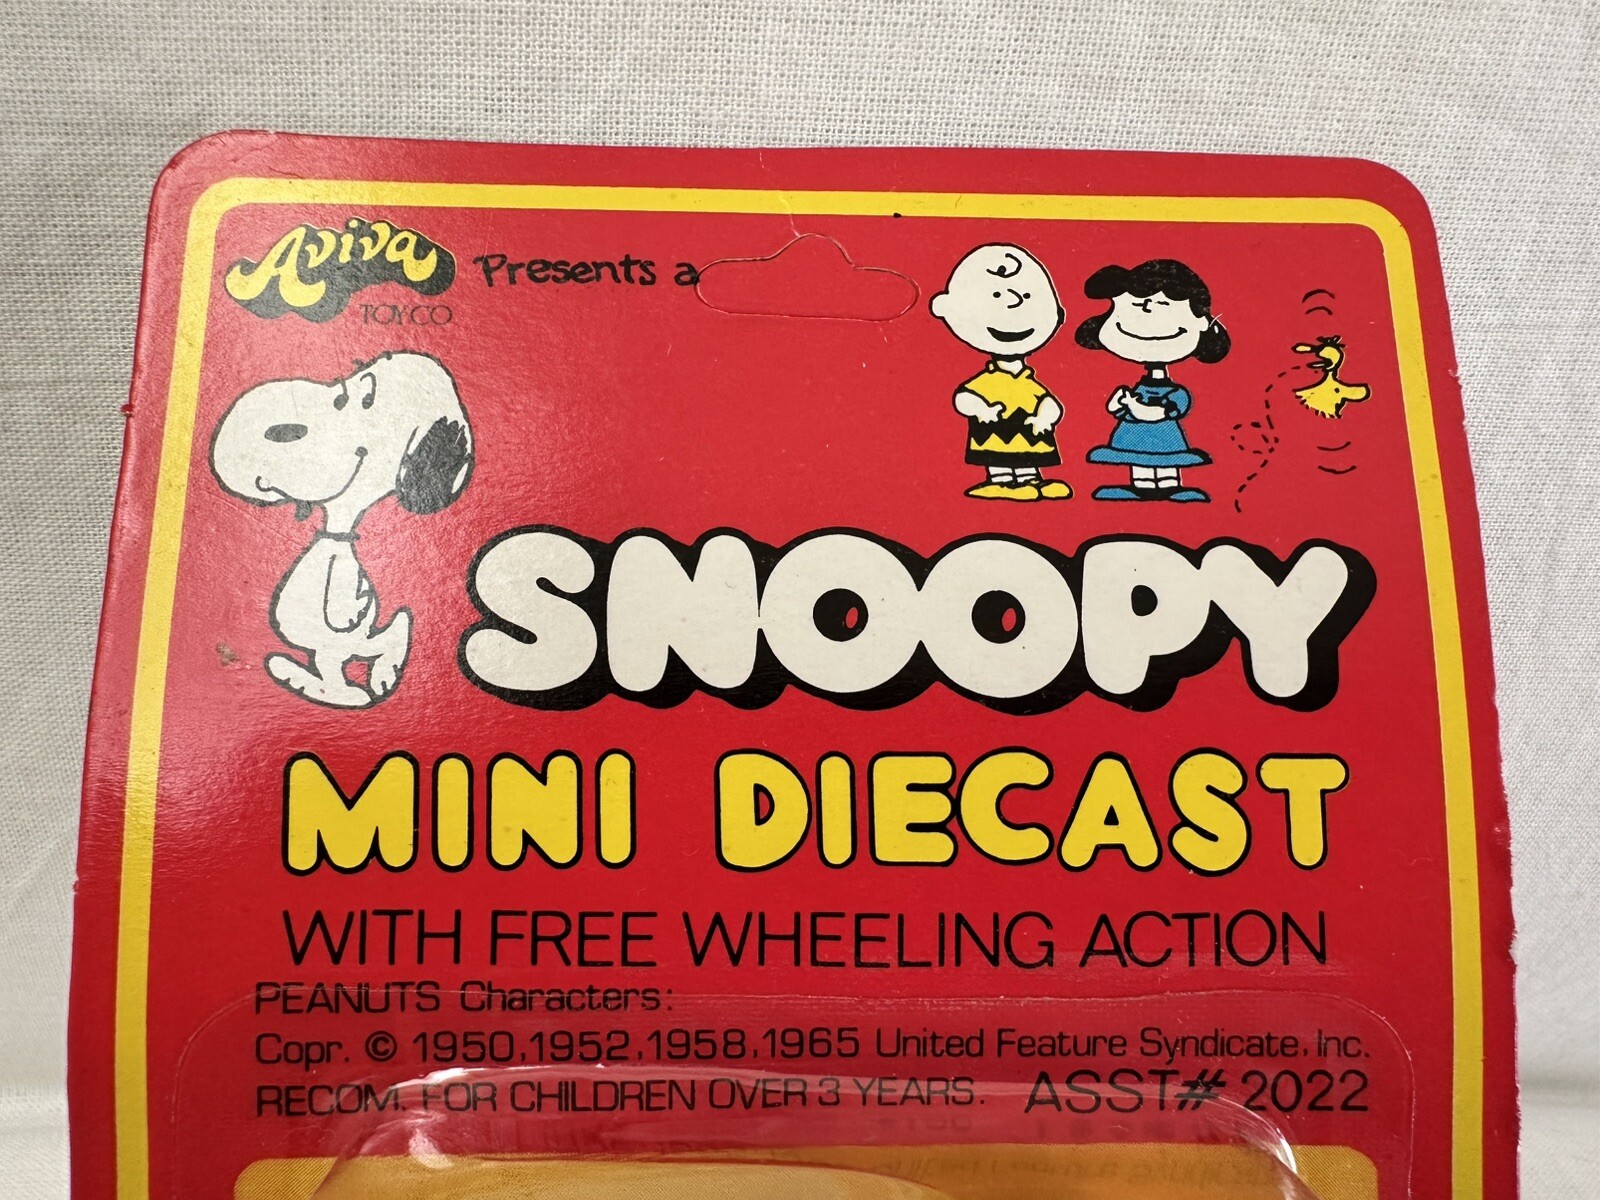 Aviva Presents a
TOY CO
SNOOPY
MINI DIECAST
WITH FREE WHEELING ACTION
PEANUTS Characters:
Copr. © 1950,1952,1958,1965 United Feature Syndicate, Inc.
RECOM. FOR CHILDREN OVER 3 YEARS. ASST# 2022